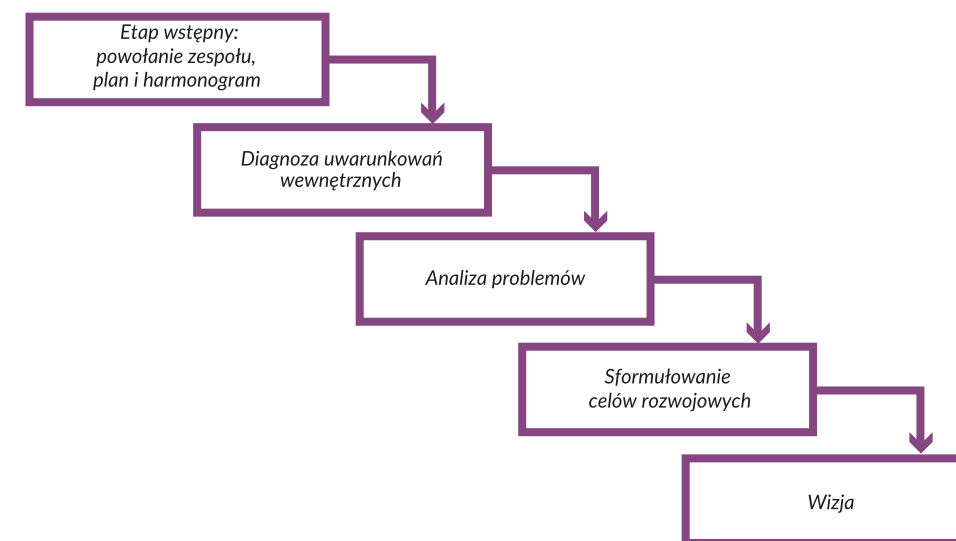 Etap wstępny:
powołanie zespołu,
plan i harmonogram
Diagnoza uwarunkowań
wewnętrznych
Analiza problemów
Sformułowanie
celów rozwojowych
Wizja